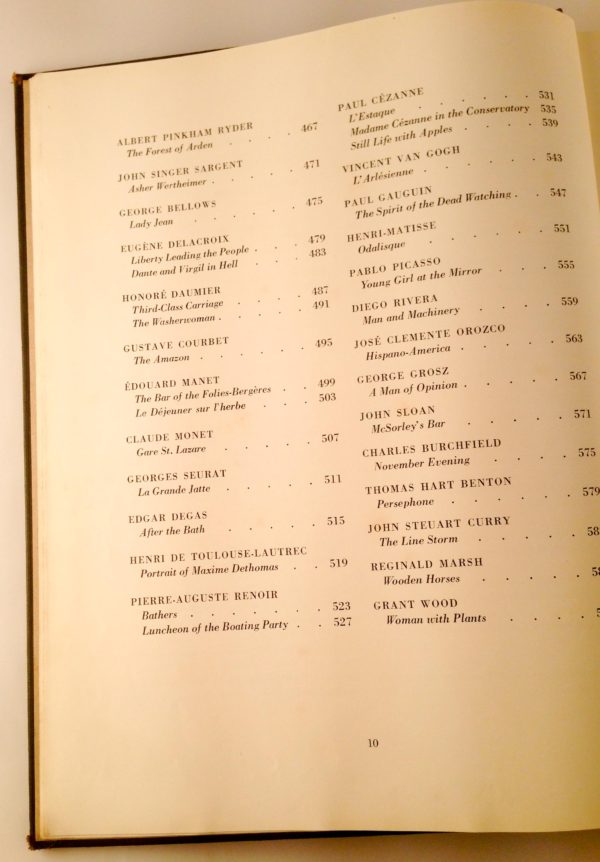 ALBERT PINKHAM RYDER
The Forest of Arden . . . . 467
JOHN SINGER SARGENT
Asher Wertheimer . . . . . 471
GEORGE BELLOWS
Lady Jean . . . . . 475
EUGÈNE DELACROIX
Liberty Leading the People . . . 479
Dante and Virgil in Hell . . . 483
HONORÉ DAUMIER
Third-Class Carriage . . . . 487
The Washerwoman . . . . . 491
GUSTAVE COURBET
The Amazon . . . . . 495
ÉDOUARD MANET
The Bar of the Folies-Bergères . . 499
Le Déjeuner sur l'herbe . . . 503
CLAUDE MONET
Gare St. Lazare . . . . . 507
GEORGES SEURAT
La Grande Jatte . . . . . 511
EDGAR DEGAS
After the Bath . . . . . 515
HENRI DE TOULOUSE-LAUTREC
Portrait of Maxime Dethomas . . 519
PIERRE-AUGUSTE RENOIR
Bathers . . . . . . . 523
Luncheon of the Boating Party . . 527
PAUL CÉZANNE
L'Estaque . . . . . 531
Madame Cézanne in the Conservatory 535
Still Life with Apples . . . . 539
VINCENT VAN GOGH
L'Arlésienne . . . . . 543
PAUL GAUGUIN
The Spirit of the Dead Watching . . 547
HENRI-MATISSE
Odalisque . . . . . 551
PABLO PICASSO
Young Girl at the Mirror . . . 555
DIEGO RIVERA
Man and Machinery . . . . 559
JOSÉ CLEMENTE OROZCO
Hispano-America . . . . . 563
GEORGE GROSZ
A Man of Opinion . . . . . 567
JOHN SLOAN
McSorley's Bar . . . . . 571
CHARLES BURCHFIELD
November Evening . . . . 575
THOMAS HART BENTON
Persephone . . . . . 579
JOHN STEUART CURRY
The Line Storm . . . . 58
REGINALD MARSH
Wooden Horses . . . . . 5
GRANT WOOD
Woman with Plants . . . .
10